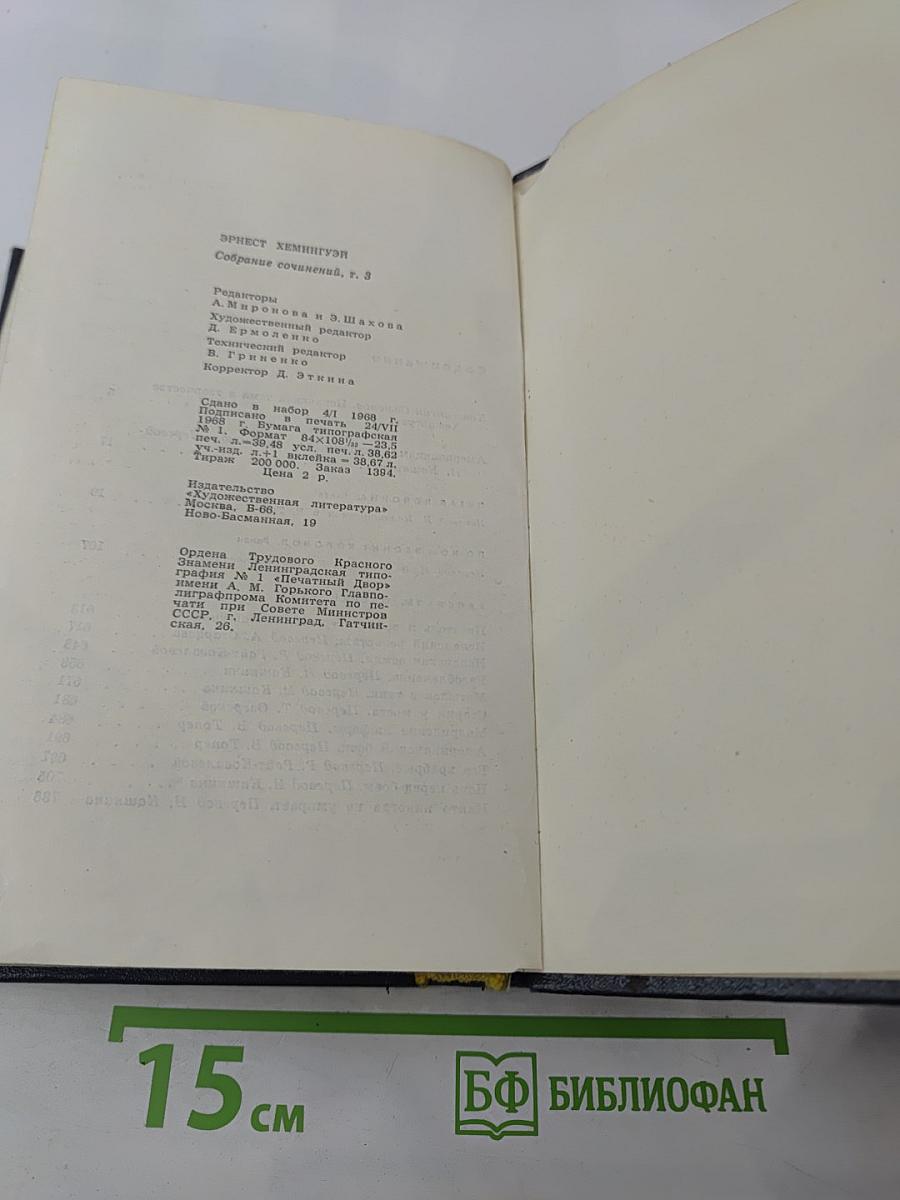 ЭРНЕСТ ХЕМИНГУЭЙ
Собрание сочинений, т. 3
Редакторы
А. Миронова и Э. Шахова
Художественный редактор
Д. Ермоленко
Технический редактор
В. Гриненко
Корректор Д. Эткина
Сдано в набор 4/I 1968 г.
Подписано в печать 24/VII
1968 г. Бумага типографская
№ 1. Формат 84×108¹/₃₂—23,5
печ. л.=39,48 усл. печ. л. 38,62
уч.-изд. л.+1 вклейка = 38,67 л.
Тираж 200 000. Заказ 1394.
Цена 2 р.
Издательство
«Художественная литература»
Москва, Б-66,
Ново-Басманная, 19
Ордена Трудового Красного
Знамени Ленинградская типо-
графия № 1 «Печатный Двор»
имени А. М. Горького Главпо-
лиграфпрома Комитета по пе-
чати при Совете Министров
СССР, г. Ленинград, Гатчин-
ская, 26.
15 см
БФ БИБЛИОФАН